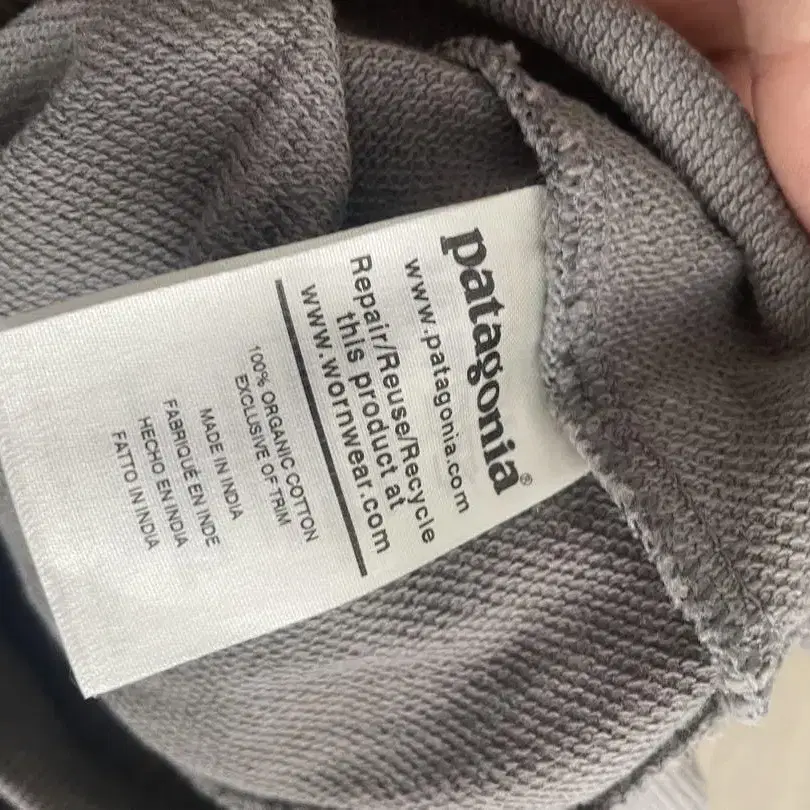 patagonia®
www.patagonia.com
Repair/Reuse/Recycle
this product at
www.wornwear.com
100% ORGANIC COTTON
EXCLUSIVE OF TRIM
MADE IN INDIA
FABRIQUÉ EN INDE
HECHO EN INDIA
FATTO IN INDIA